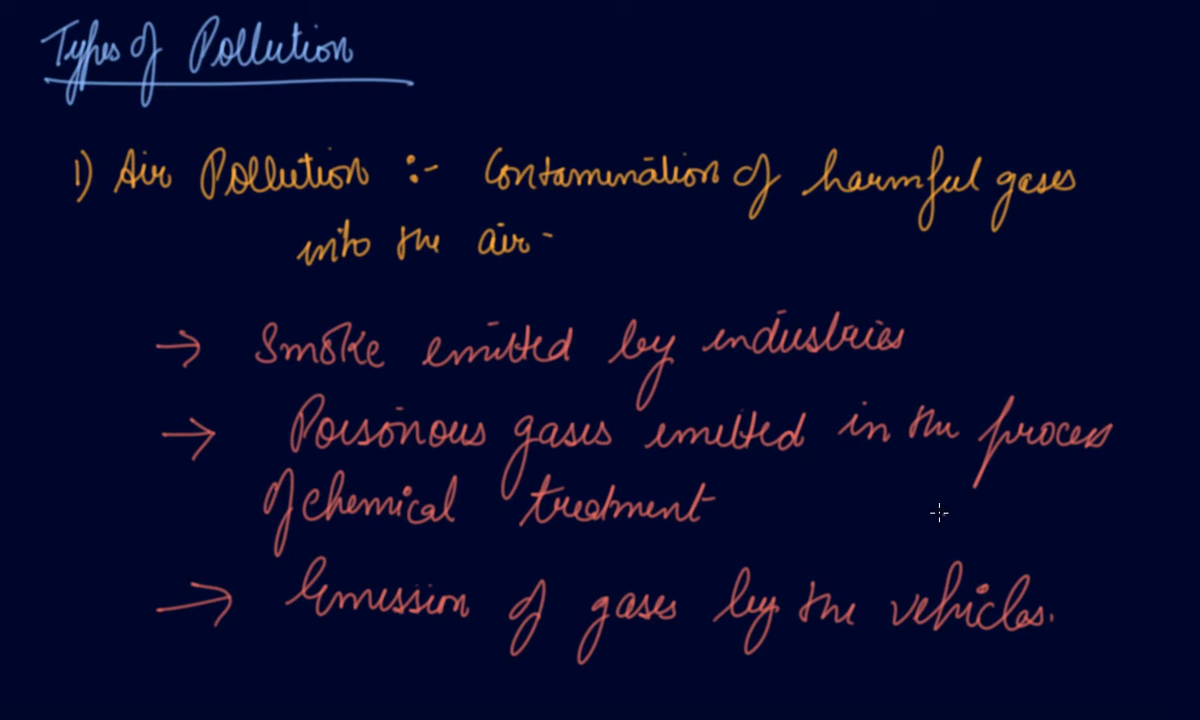 Types of Pollution
1) Air Pollution :- Contamination of harmful gases
into the air -
→ Smoke emitted by industries
→ Poisonous gases emitted in the process
of chemical treatment
→ Emission of gases by the vehicles.